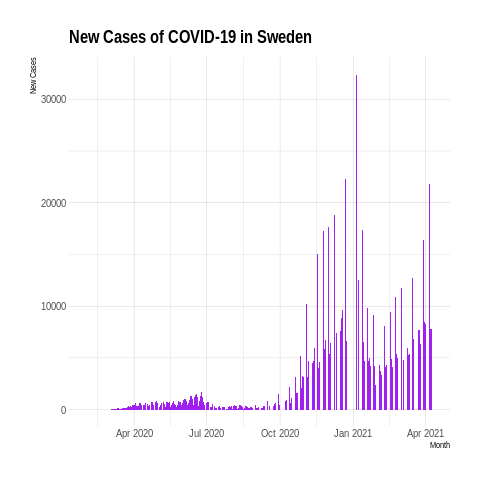 New Cases of COVID-19 in Sweden
New Cases
30000
20000
10000
0
Apr 2020 Jul 2020 Oct 2020 Jan 2021 Apr 2021
Month